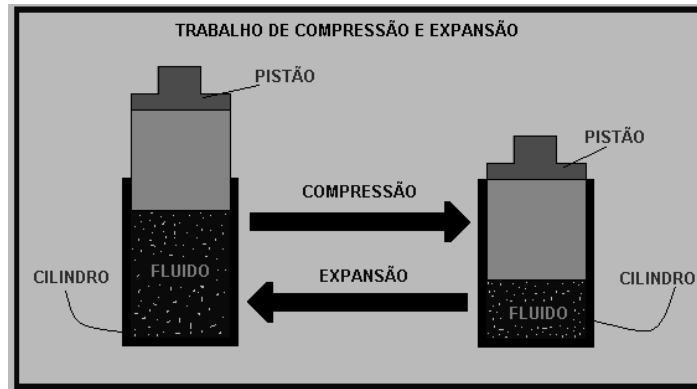 TRABALHO DE COMPRESSÃO E EXPANSÃO
PISTÃO
PISTÃO
COMPRESSÃO
FLUIDO
EXPANSÃO
CILINDRO
CILINDRO
FLUIDO